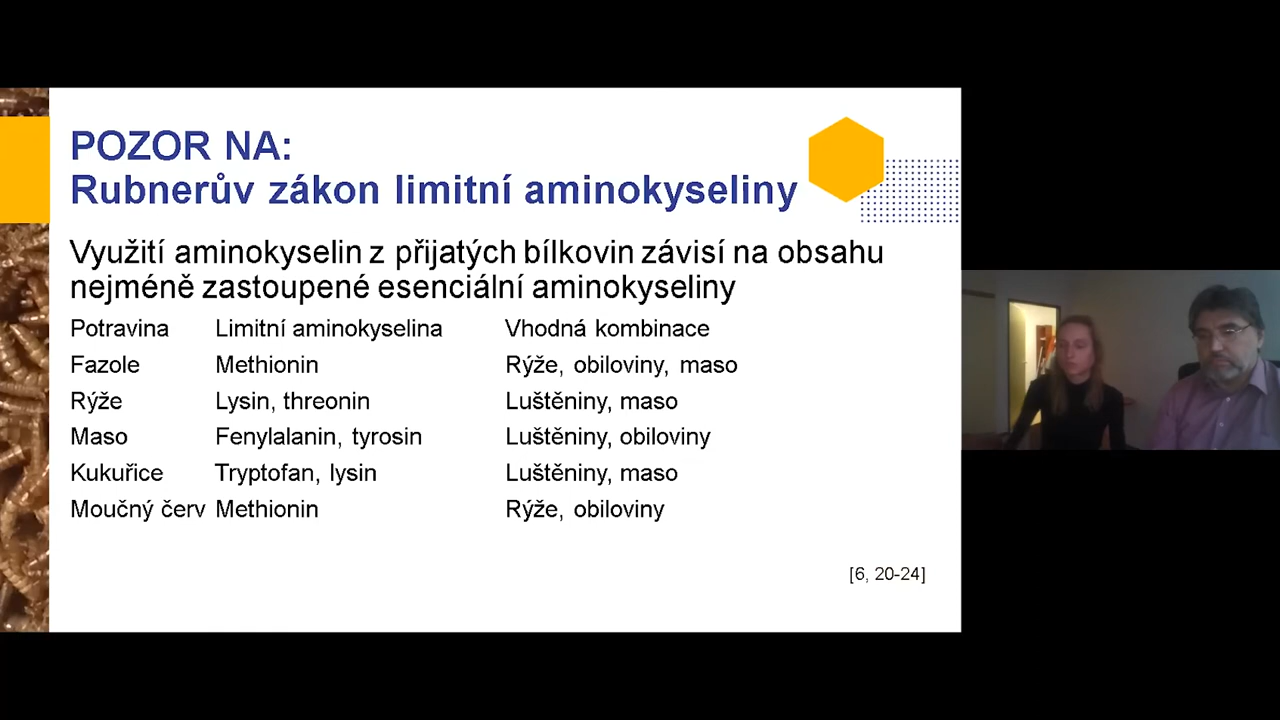 POZOR NA:
Rubnerův zákon limitní aminokyseliny
Využití aminokyselin z přijatých bílkovin závisí na obsahu
nejméně zastoupené esenciální aminokyseliny
Potravina Limitní aminokyselina Vhodná kombinace
Fazole Methionin Rýže, obiloviny, maso
Rýže Lysin, threonin Luštěniny, maso
Maso Fenylalanin, tyrosin Luštěniny, obiloviny
Kukuřice Tryptofan, lysin Luštěniny, maso
Moučný červ Methionin Rýže, obiloviny
[6, 20-24]